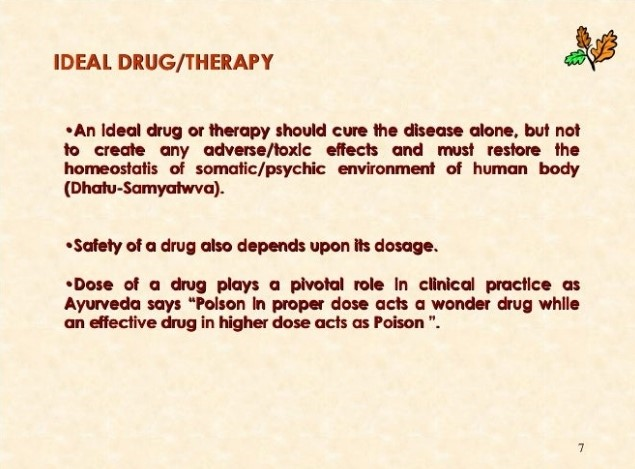 IDEAL DRUG/THERAPY
•An ideal drug or therapy should cure the disease alone, but not
to create any adverse/toxic effects and must restore the
homeostatis of somatic/psychic environment of human body
(Dhatu-Samyatwva).
•Safety of a drug also depends upon its dosage.
•Dose of a drug plays a pivotal role in clinical practice as
Ayurveda says “Poison in proper dose acts a wonder drug while
an effective drug in higher dose acts as Poison ”.
7